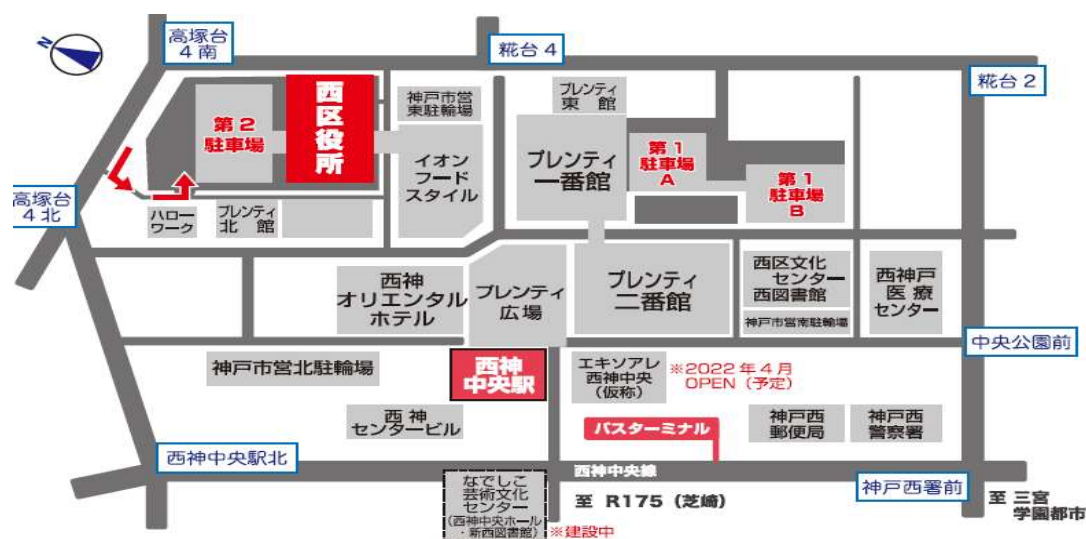 N
高塚台
4南
糀台4
糀台2
高塚台
4北
第2
駐車場
西区役所
神戸市営
東駐輪場
イオン
フード
スタイル
プレンティ
東館
プレンティ
一番館
第1
駐車場
A
第1
駐車場
B
ハロー
ワーク
プレンティ
北館
西神
オリエンタル
ホテル
プレンティ
広場
プレンティ
二番館
西区文化
センター
西図書館
神戸市営南駐輪場
西神戸
医療
センター
中央公園前
神戸市営北駐輪場
西神
中央駅
エキソアレ
西神中央
(仮称)
※2022年4月
OPEN(予定)
西神
センタービル
バスターミナル
神戸西
郵便局
神戸西
警察署
西神中央駅北
西神中央線
神戸西署前
なでしこ
芸術文化
センター
(西神中央ホール
・新西図書館)
※建設中
至 R175(芝崎)
至 三宮
学園都市